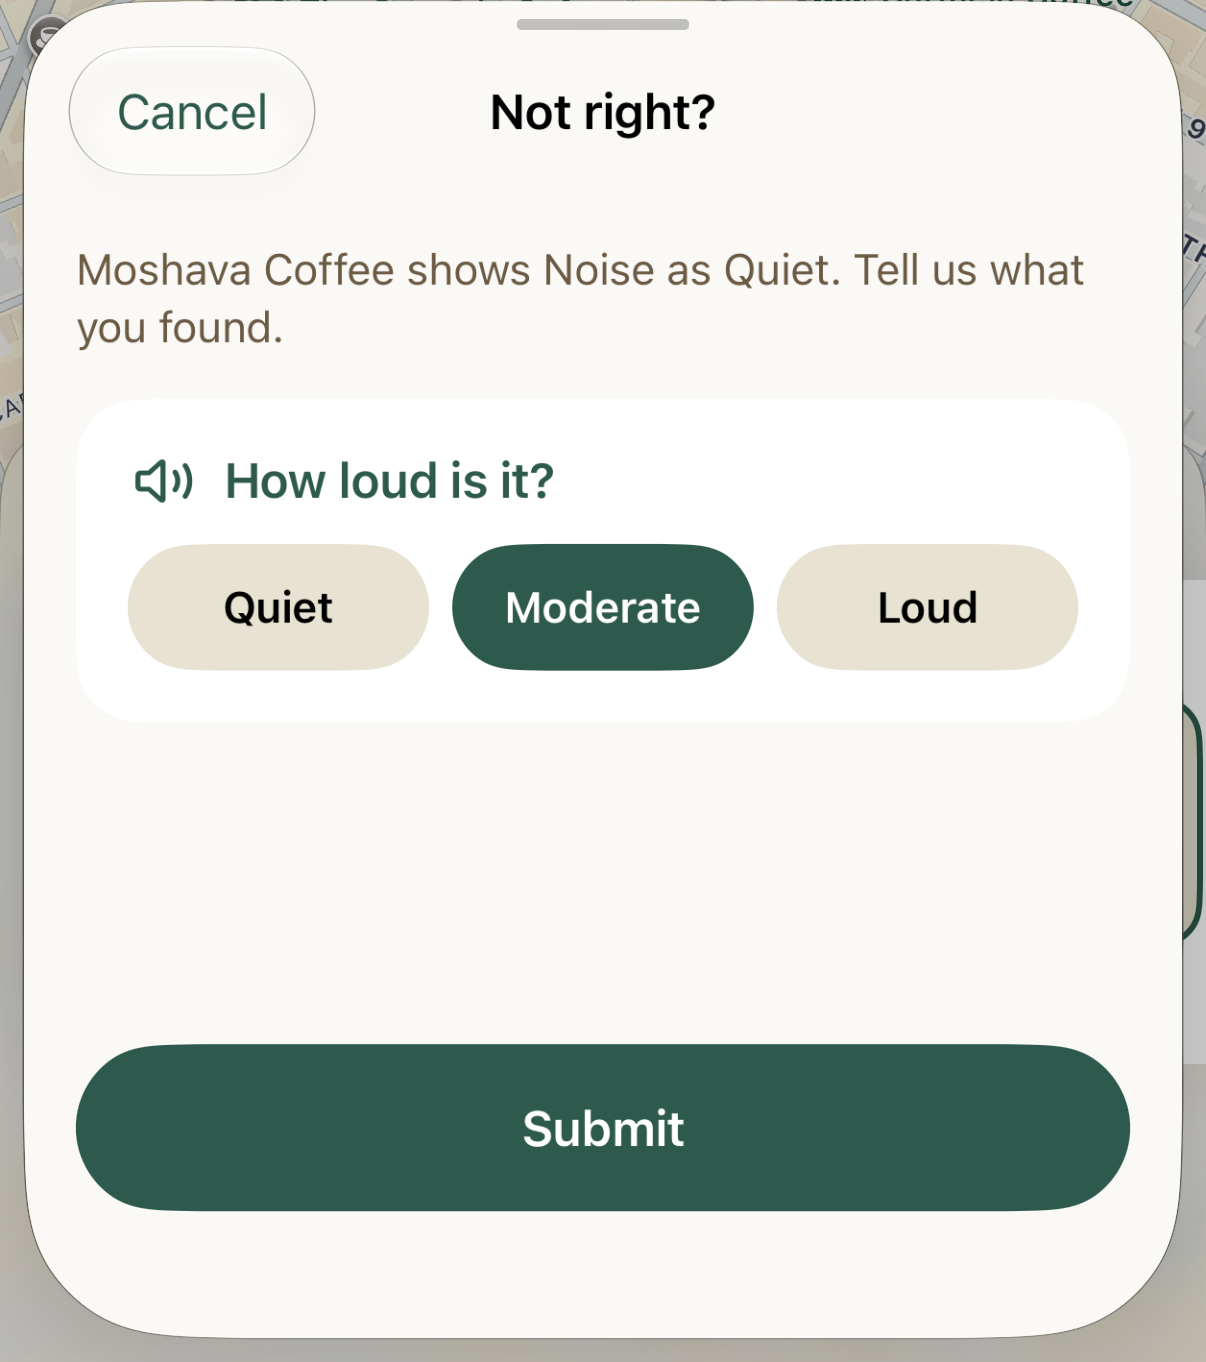 Cancel
Not right?
Moshava Coffee shows Noise as Quiet. Tell us what
you found.
How loud is it?
Quiet
Moderate
Loud
Submit